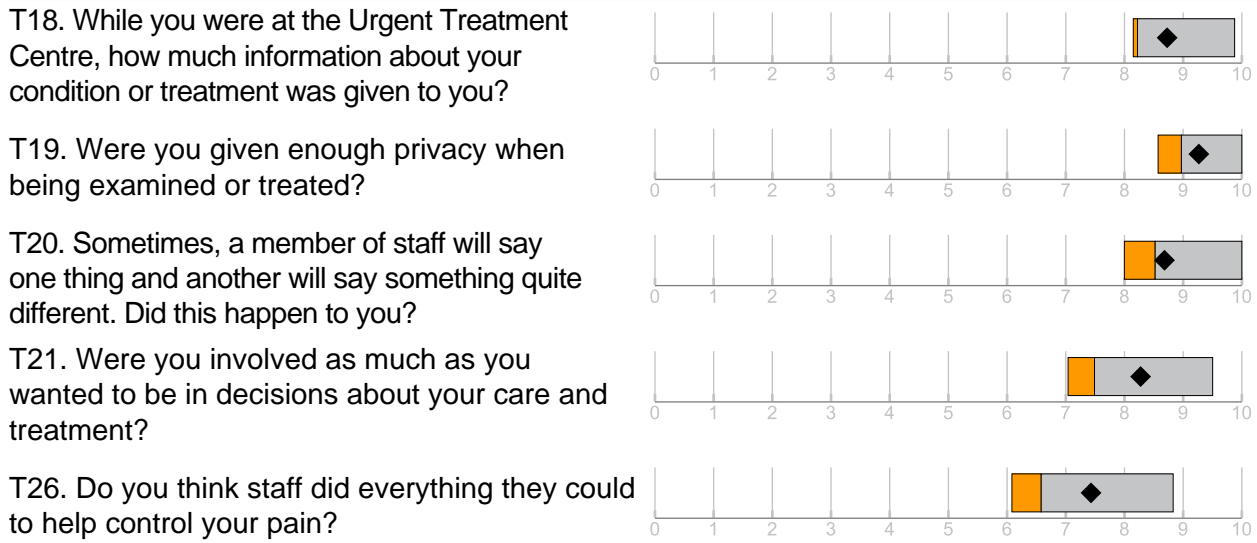 T18. While you were at the Urgent Treatment
Centre, how much information about your
condition or treatment was given to you?
0 1 2 3 4 5 6 7 8 9 10
T19. Were you given enough privacy when
being examined or treated?
0 1 2 3 4 5 6 7 8 9 10
T20. Sometimes, a member of staff will say
one thing and another will say something quite
different. Did this happen to you?
0 1 2 3 4 5 6 7 8 9 10
T21. Were you involved as much as you
wanted to be in decisions about your care and
treatment?
0 1 2 3 4 5 6 7 8 9 10
T26. Do you think staff did everything they could
to help control your pain?
0 1 2 3 4 5 6 7 8 9 10